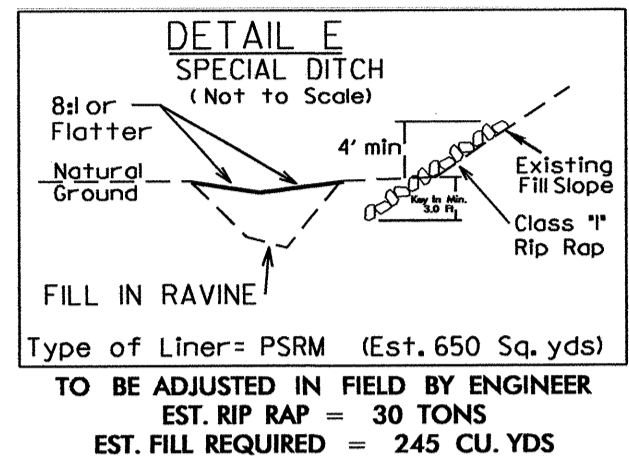 DETAIL E
SPECIAL DITCH
(Not to Scale)
8:1 or
Flatter
4' min
Natural
Ground
Existing
Fill Slope
Key In Min.
3.0 Ft
Class "I"
Rip Rap
FILL IN RAVINE
Type of Liner= PSRM (Est. 650 Sq. yds)
TO BE ADJUSTED IN FIELD BY ENGINEER
EST. RIP RAP = 30 TONS
EST. FILL REQUIRED = 245 CU. YDS